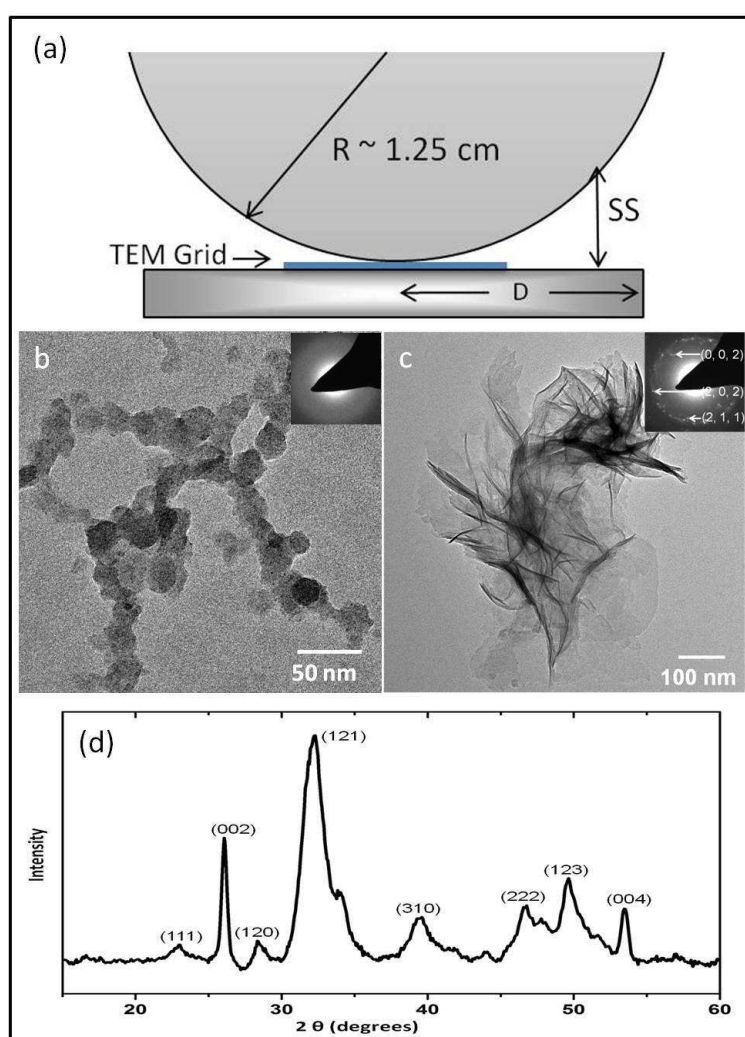 (a)
R ~ 1.25 cm
SS
TEM Grid
D
b
50 nm
c
(0, 0, 2)
(2, 0, 2)
(2, 1, 1)
100 nm
(d)
(121)
(002)
(123)
(222)
(310)
(004)
(111)
(120)
Intensity
20 30 40 50 60
2 θ (degrees)